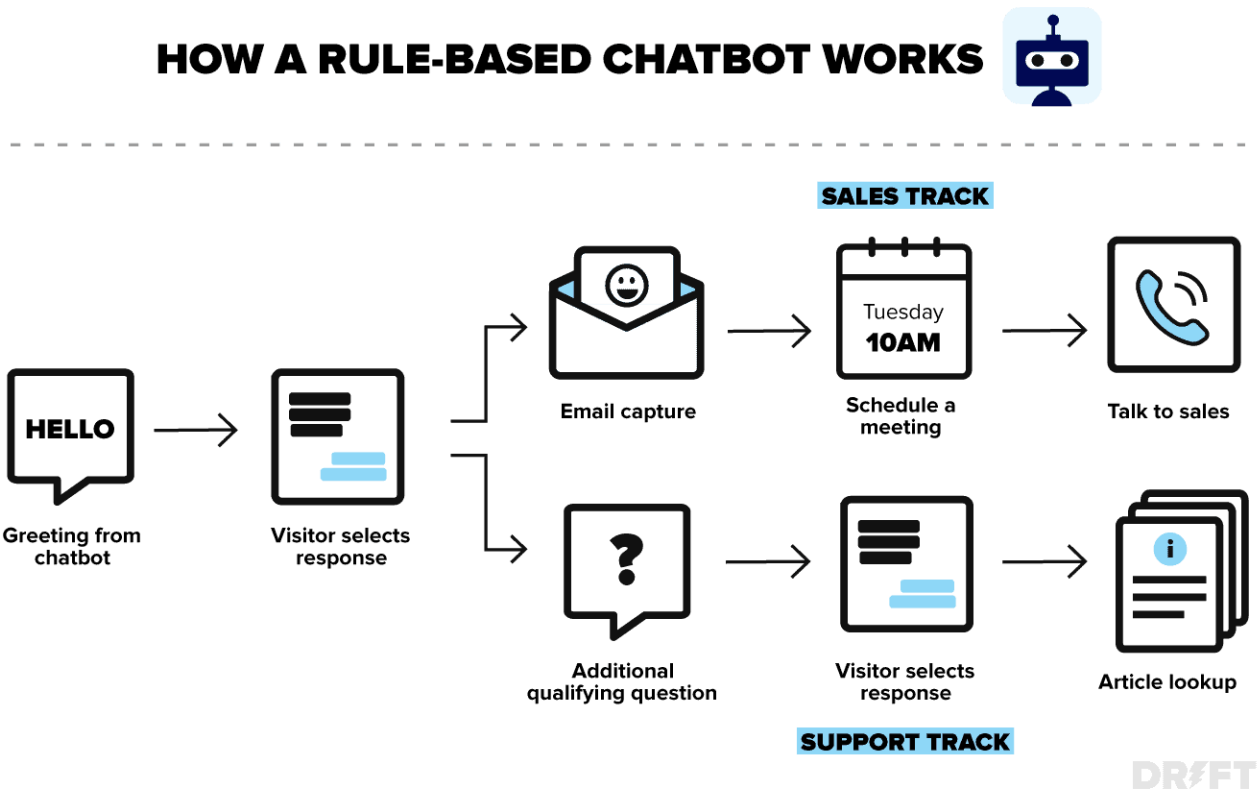 HOW A RULE-BASED CHATBOT WORKS
SALES TRACK
Tuesday
10AM
HELLO
Email capture
Schedule a
meeting
Talk to sales
Greeting from
chatbot
Visitor selects
response
?
i
Additional
qualifying question
Visitor selects
response
Article lookup
SUPPORT TRACK
DRIFT